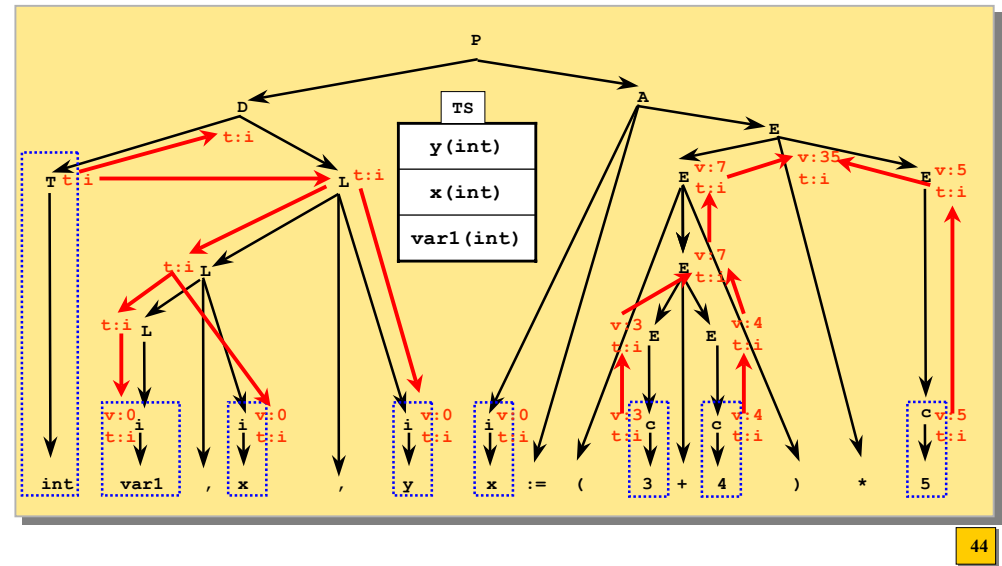 P
D
TS
A
t:i
E
y(int)
v:7
v:35
T
t:i
L
t:i
E
t:i
t:i
E
v:5
t:i
x(int)
var1(int)
t:i
L
v:7
E
t:i
t:i
L
v:3
t:i
E
E
v:4
t:i
v:0
t:i
i
i
v:0
t:i
i
v:0
t:i
i
v:0
t:i
v:3
t:i
c
c
v:4
t:i
c
v:5
t:i
int var1 , x , y x := ( 3 + 4 ) * 5
44